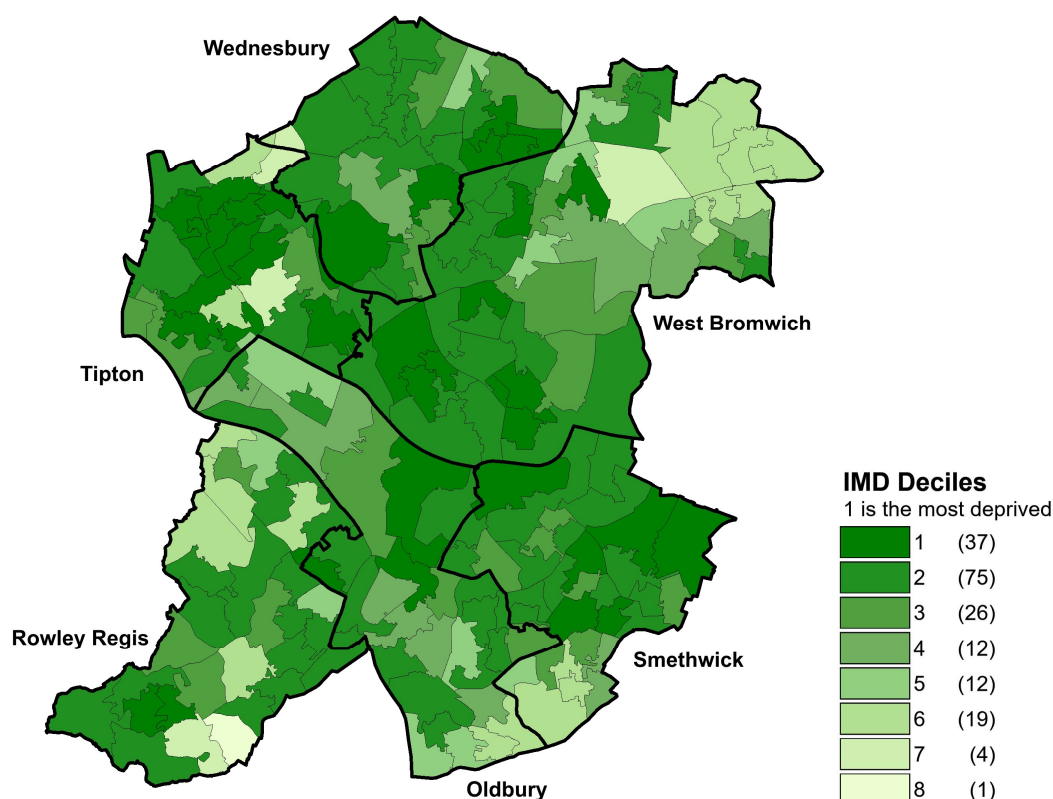 Wednesbury
West Bromwich
Tipton
Rowley Regis
Smethwick
Oldbury
IMD Deciles
1 is the most deprived
1 (37)
2 (75)
3 (26)
4 (12)
5 (12)
6 (19)
7 (4)
8 (1)